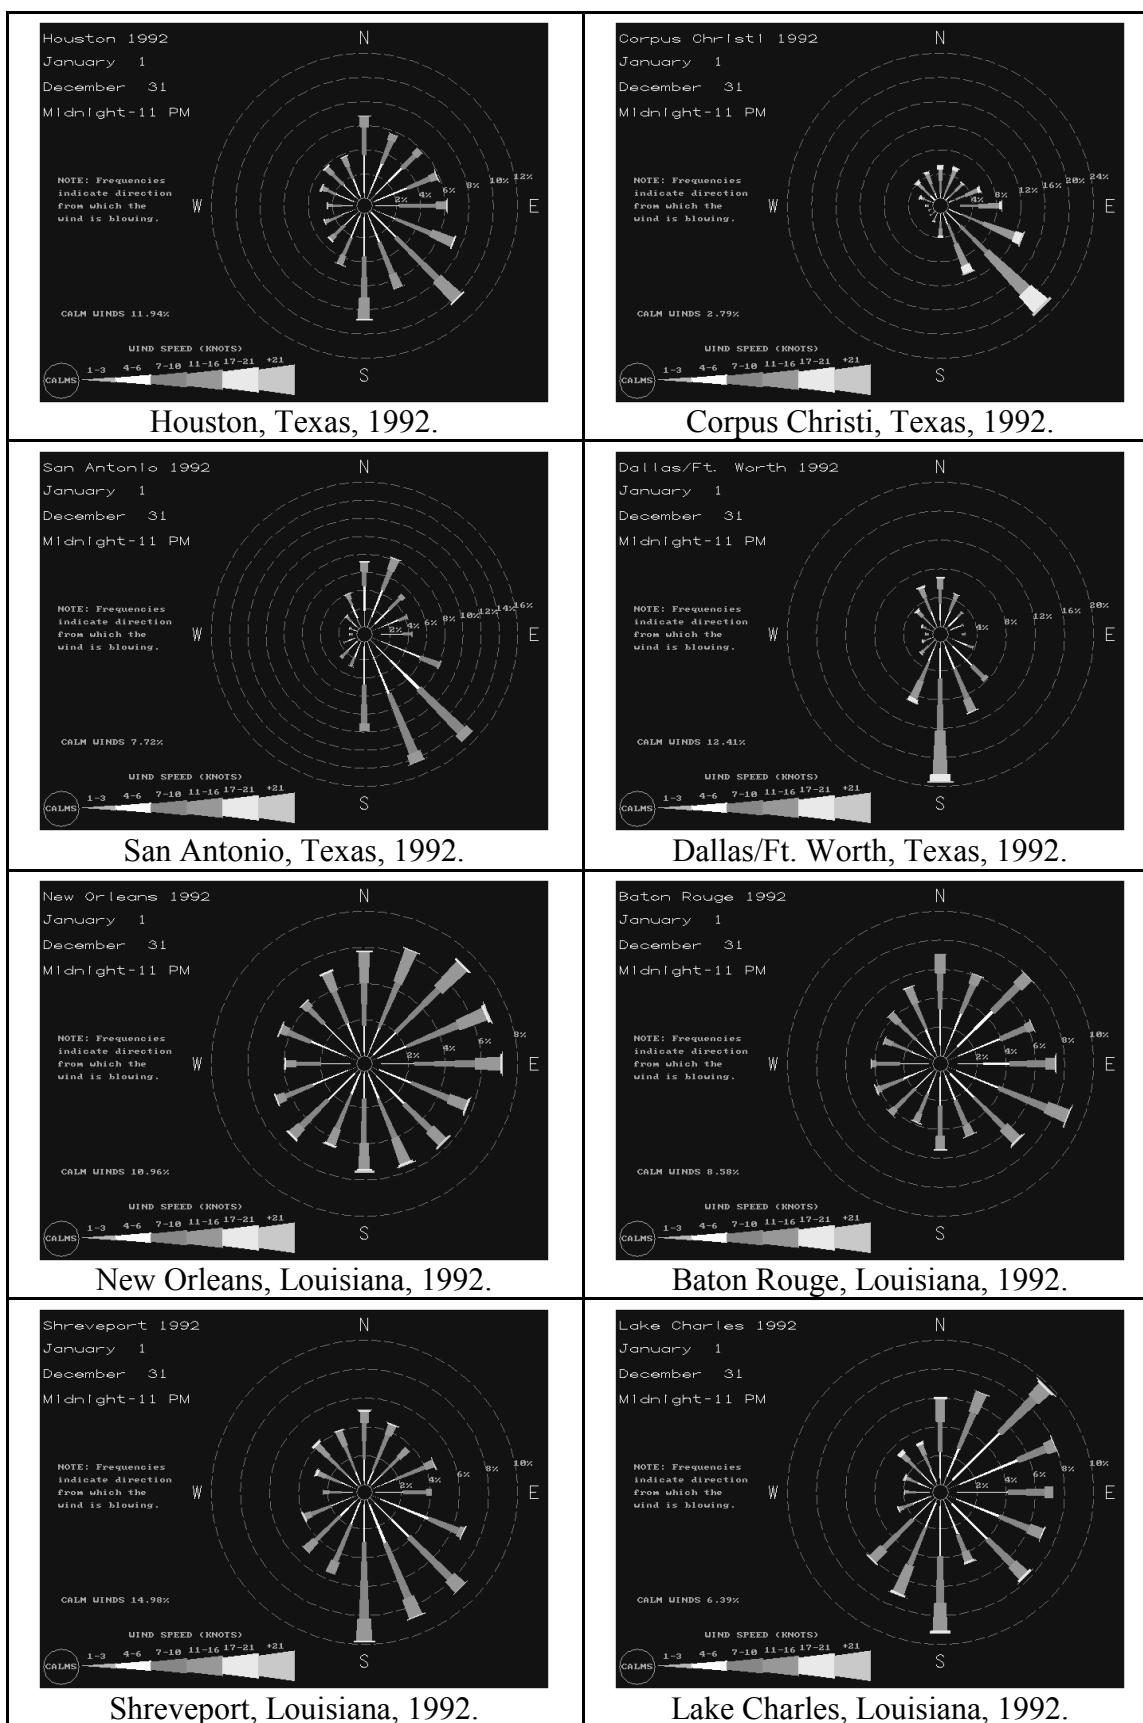 Houston 1992
January 1
December 31
Midnight-11 PM
NOTE: Frequencies
indicate direction
from which the
wind is blowing.
CALM WINDS 11.94%
WIND SPEED (KNOTS)
CALMS 1-3 4-6 7-10 11-16 17-21 +21
N
W
E
S
2% 4% 6% 8% 10% 12%
Houston, Texas, 1992.
Corpus Christi 1992
January 1
December 31
Midnight-11 PM
NOTE: Frequencies
indicate direction
from which the
wind is blowing.
CALM WINDS 2.79%
WIND SPEED (KNOTS)
CALMS 1-3 4-6 7-10 11-16 17-21 +21
N
W
E
S
4% 8% 12% 16% 20% 24%
Corpus Christi, Texas, 1992.
San Antonio 1992
January 1
December 31
Midnight-11 PM
NOTE: Frequencies
indicate direction
from which the
wind is blowing.
CALM WINDS 7.72%
WIND SPEED (KNOTS)
CALMS 1-3 4-6 7-10 11-16 17-21 +21
N
W
E
S
2% 4% 6% 8% 10% 12% 14% 16%
San Antonio, Texas, 1992.
Dallas/Ft. Worth 1992
January 1
December 31
Midnight-11 PM
NOTE: Frequencies
indicate direction
from which the
wind is blowing.
CALM WINDS 12.41%
WIND SPEED (KNOTS)
CALMS 1-3 4-6 7-10 11-16 17-21 +21
N
W
E
S
4% 8% 12% 16% 20%
Dallas/Ft. Worth, Texas, 1992.
New Orleans 1992
January 1
December 31
Midnight-11 PM
NOTE: Frequencies
indicate direction
from which the
wind is blowing.
CALM WINDS 10.96%
WIND SPEED (KNOTS)
CALMS 1-3 4-6 7-10 11-16 17-21 +21
N
W
E
S
2% 4% 6% 8%
New Orleans, Louisiana, 1992.
Baton Rouge 1992
January 1
December 31
Midnight-11 PM
NOTE: Frequencies
indicate direction
from which the
wind is blowing.
CALM WINDS 8.58%
WIND SPEED (KNOTS)
CALMS 1-3 4-6 7-10 11-16 17-21 +21
N
W
E
S
2% 4% 6% 8% 10%
Baton Rouge, Louisiana, 1992.
Shreveport 1992
January 1
December 31
Midnight-11 PM
NOTE: Frequencies
indicate direction
from which the
wind is blowing.
CALM WINDS 14.98%
WIND SPEED (KNOTS)
CALMS 1-3 4-6 7-10 11-16 17-21 +21
N
W
E
S
2% 4% 6% 8% 10%
Shreveport, Louisiana, 1992.
Lake Charles 1992
January 1
December 31
Midnight-11 PM
NOTE: Frequencies
indicate direction
from which the
wind is blowing.
CALM WINDS 6.39%
WIND SPEED (KNOTS)
CALMS 1-3 4-6 7-10 11-16 17-21 +21
N
W
E
S
2% 4% 6% 8% 10%
Lake Charles, Louisiana, 1992.